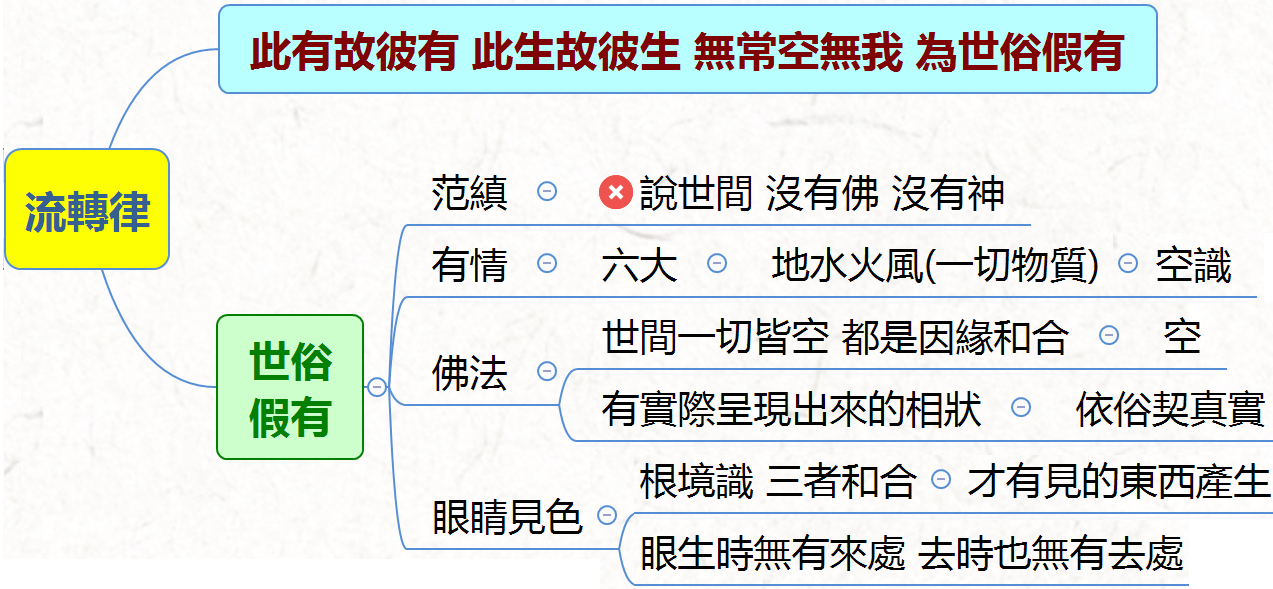 此有故彼有 此生故彼生 無常空無我 為世俗假有
流轉律
世俗
假有
范縝 說世間 沒有佛 沒有神
有情 六大 地水火風(一切物質) 空識
佛法
世間一切皆空 都是因緣和合 空
有實際呈現出來的相狀 依俗契真實
眼睛見色
根境識 三者和合 才有見的東西產生
眼生時無有來處 去時也無有去處